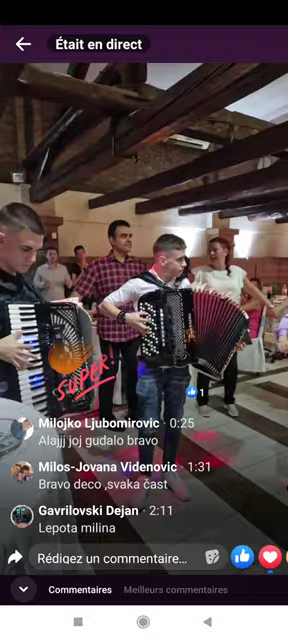 Était en direct
SUPER!
1
Milojko Ljubomirovic · 0:25
Alajjj joj gudalo bravo
Milos-Jovana Videnovic · 1:31
Bravo deco ,svaka čast
Gavrilovski Dejan · 2:11
Lepota milina
Rédigez un commentaire...
Commentaires Meilleurs commentaires